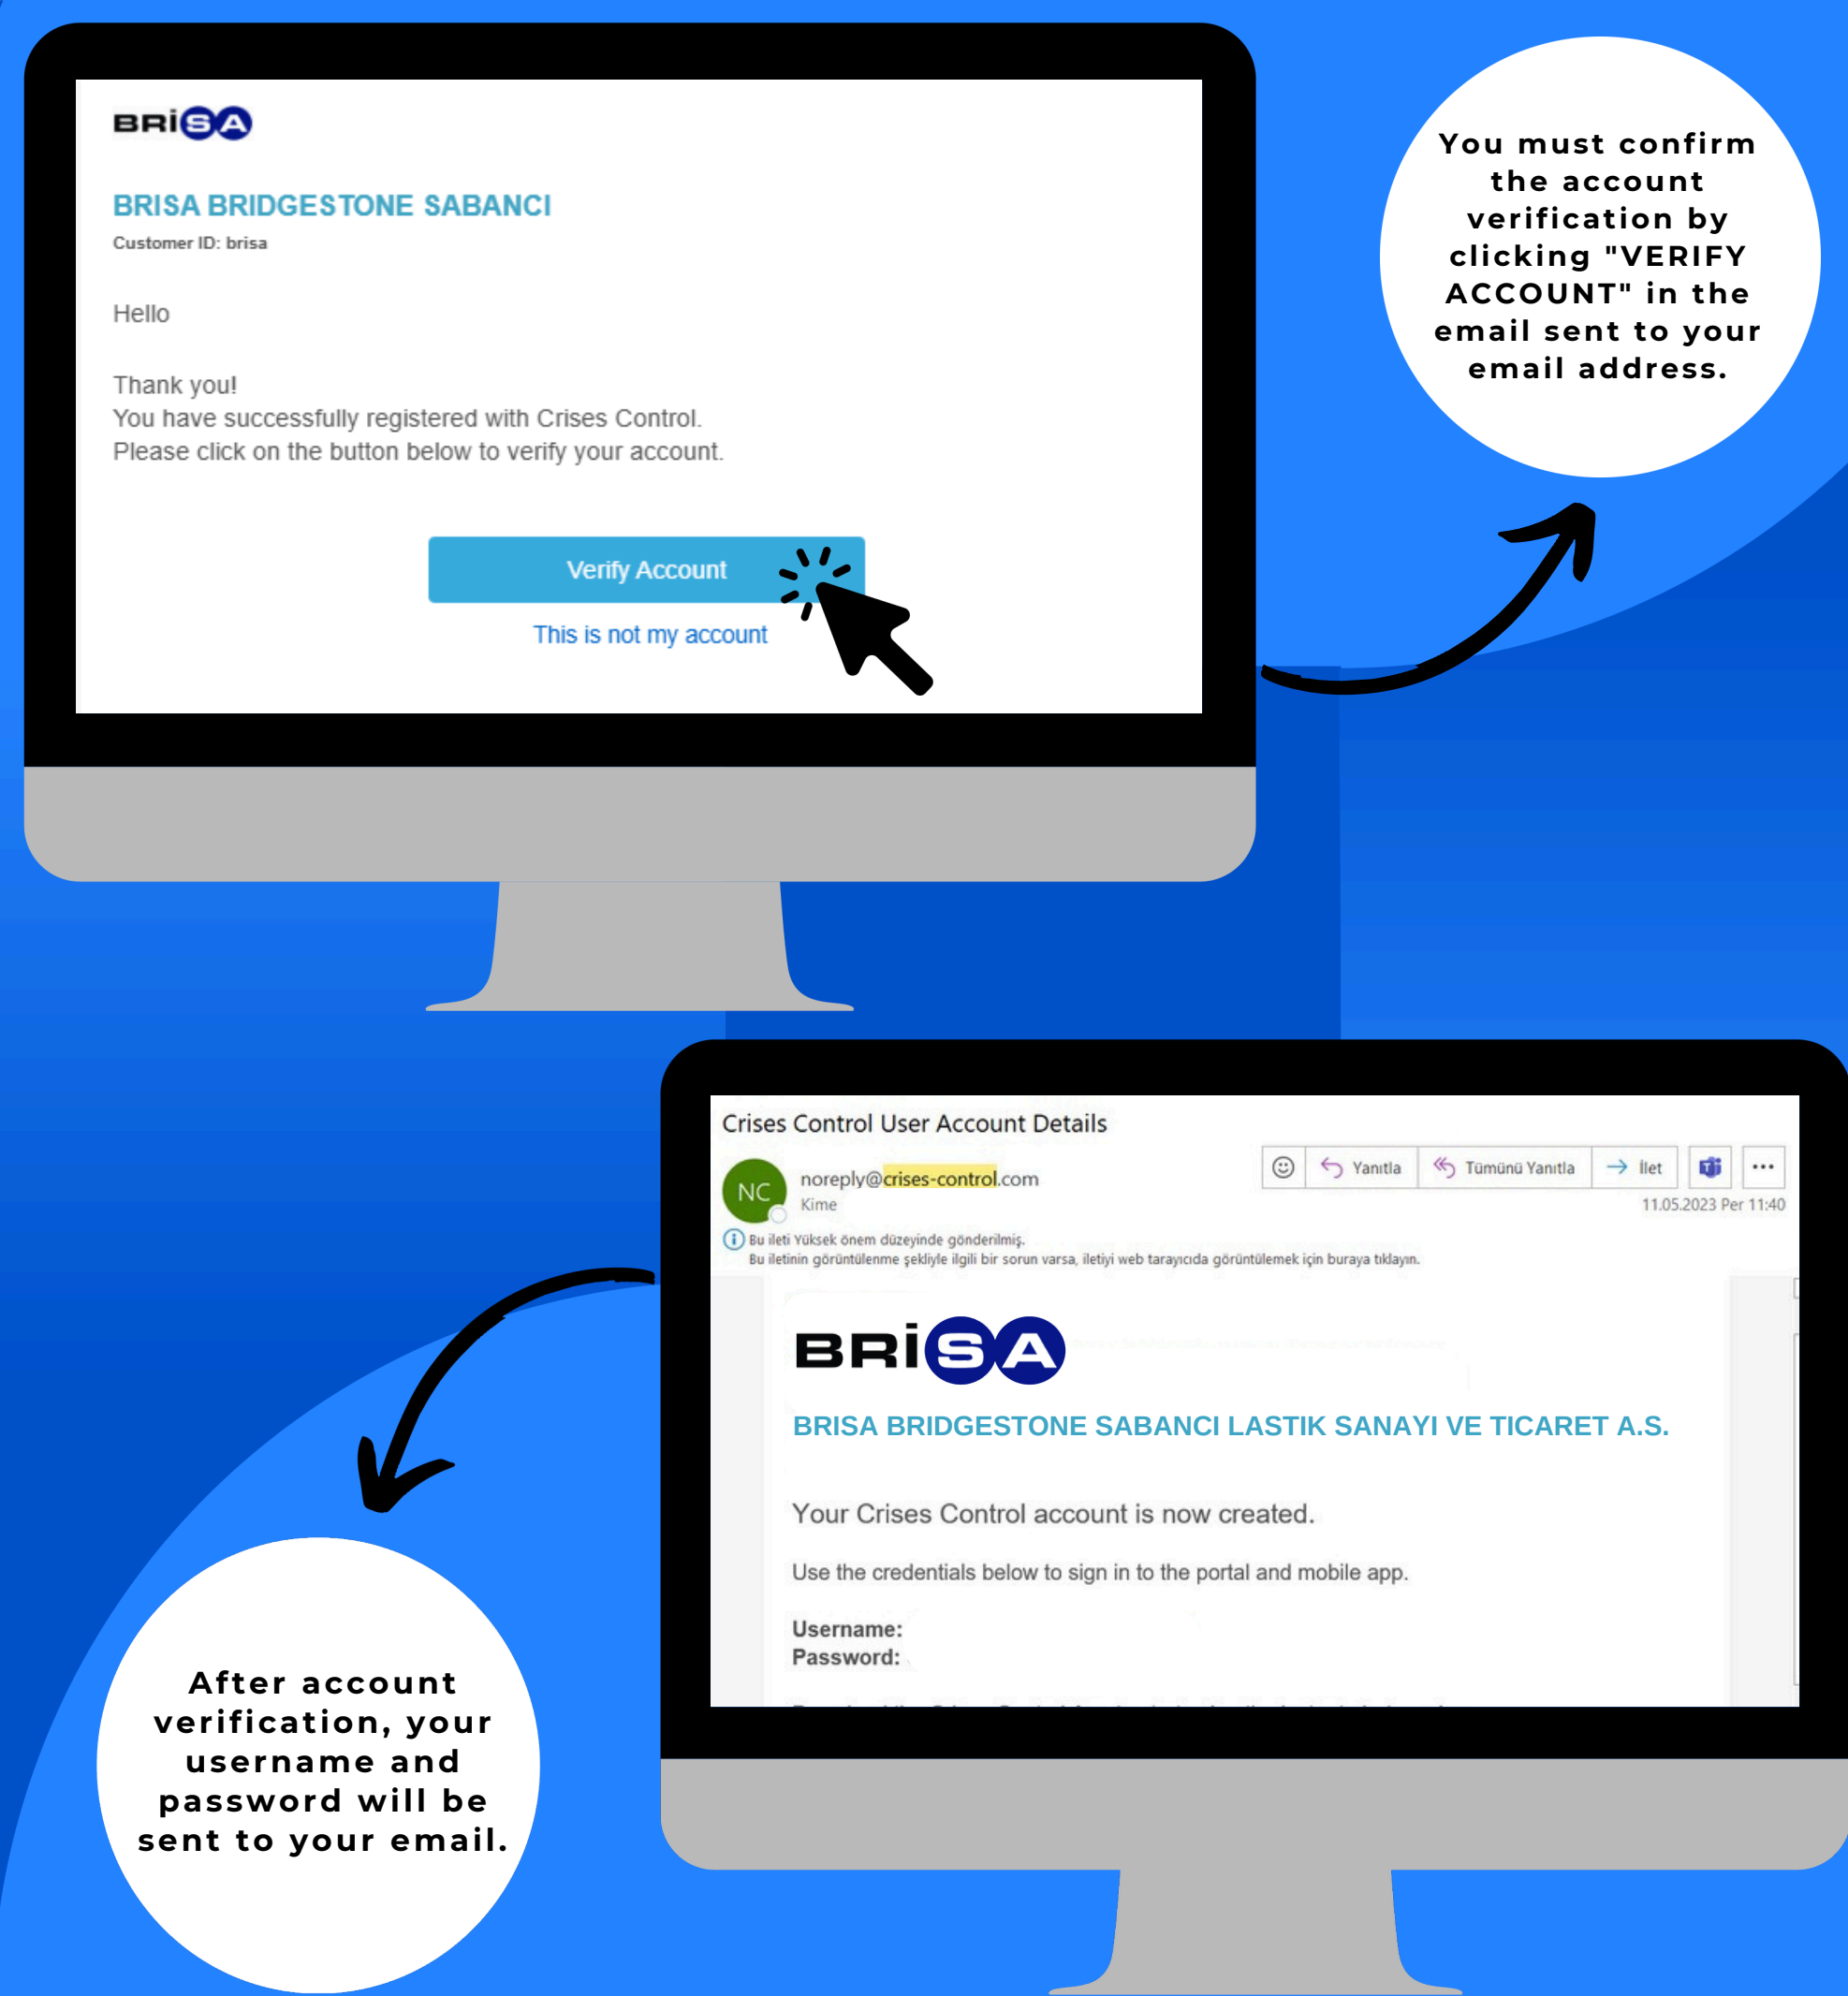 BRiSA
BRISA BRIDGESTONE SABANCI
Customer ID: brisa
Hello
Thank you!
You have successfully registered with Crises Control.
Please click on the button below to verify your account.
Verify Account
This is not my account
You must confirm
the account
verification by
clicking "VERIFY
ACCOUNT" in the
email sent to your
email address.
Crises Control User Account Details
NC
noreply@crises-control.com
Kime
Yanıtla
Tümünü Yanıtla
İlet
11.05.2023 Per 11:40
Bu ileti Yüksek önem düzeyinde gönderilmiş.
Bu iletinin görüntülenme şekliyle ilgili bir sorun varsa, iletiyi web tarayıcıda görüntülemek için buraya tıklayın.
BRiSA
BRISA BRIDGESTONE SABANCI LASTIK SANAYI VE TICARET A.S.
Your Crises Control account is now created.
Use the credentials below to sign in to the portal and mobile app.
Username:
Password:
After account
verification, your
username and
password will be
sent to your email.